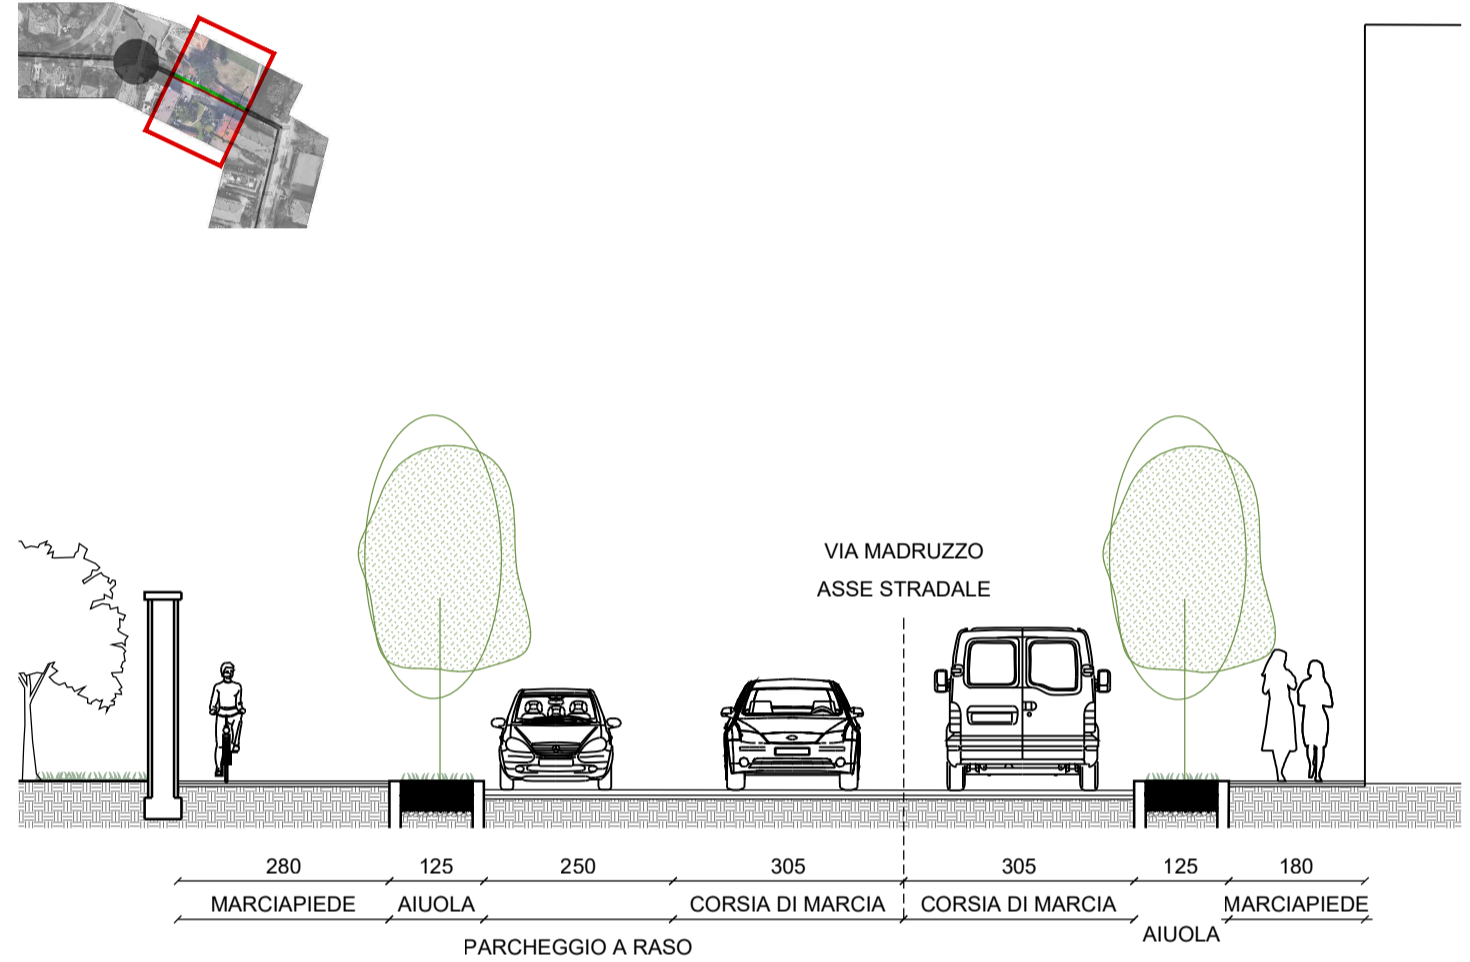 VIA MADRUZZO
ASSE STRADALE
280 125 250 305 305 125 180
MARCIAPIEDE AIUOLA CORSIA DI MARCIA CORSIA DI MARCIA MARCIAPIEDE
AIUOLA
PARCHEGGIO A RASO